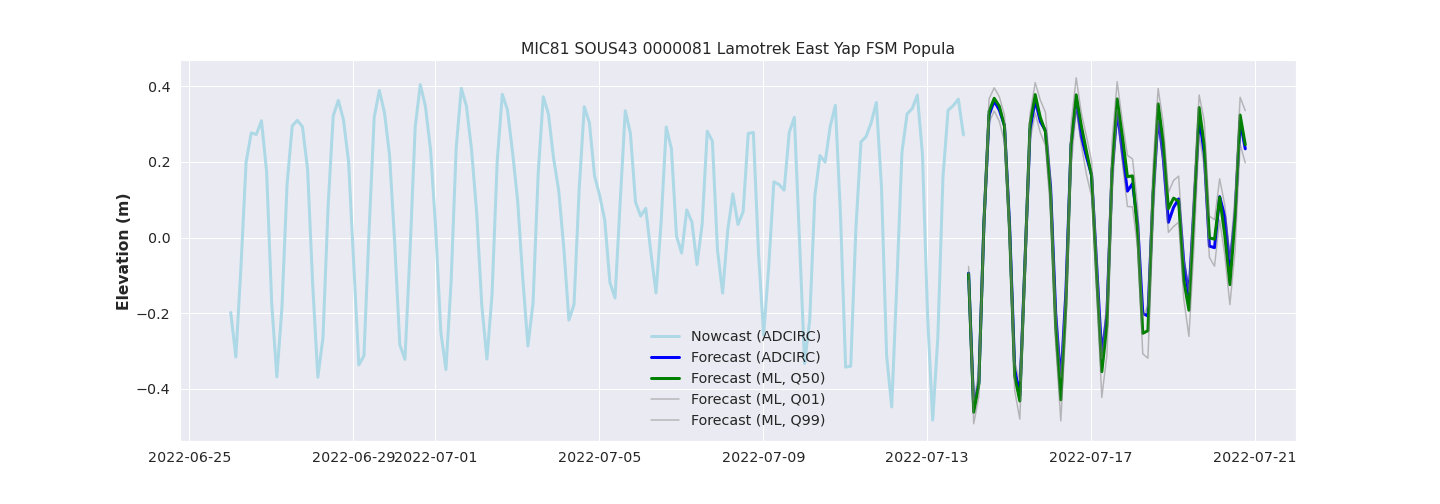 MIC81 SOUS43 0000081 Lamotrek East Yap FSM Popula
Elevation (m)
0.4
0.2
0.0
−0.2
−0.4
Nowcast (ADCIRC)
Forecast (ADCIRC)
Forecast (ML, Q50)
Forecast (ML, Q01)
Forecast (ML, Q99)
2022-06-25 2022-06-29 2022-07-01 2022-07-05 2022-07-09 2022-07-13 2022-07-17 2022-07-21